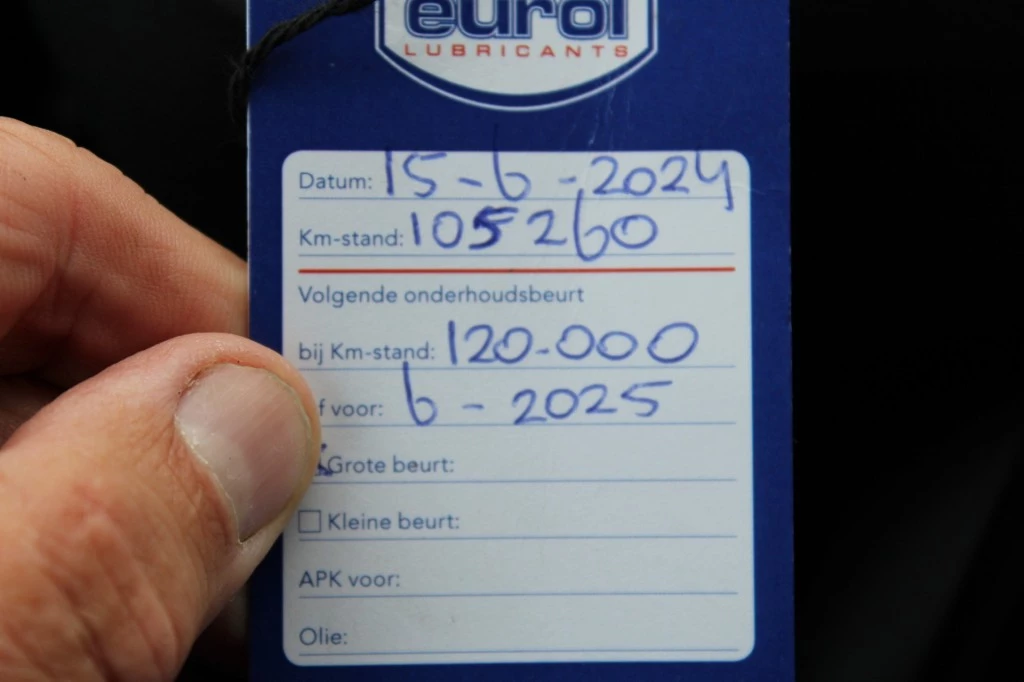 eurol
LUBRICANTS
Datum: 15-6-2024
Km-stand: 105260
Volgende onderhoudsbeurt
bij Km-stand: 120.000
f voor: 6-2025
Grote beurt:
Kleine beurt:
APK voor:
Olie: